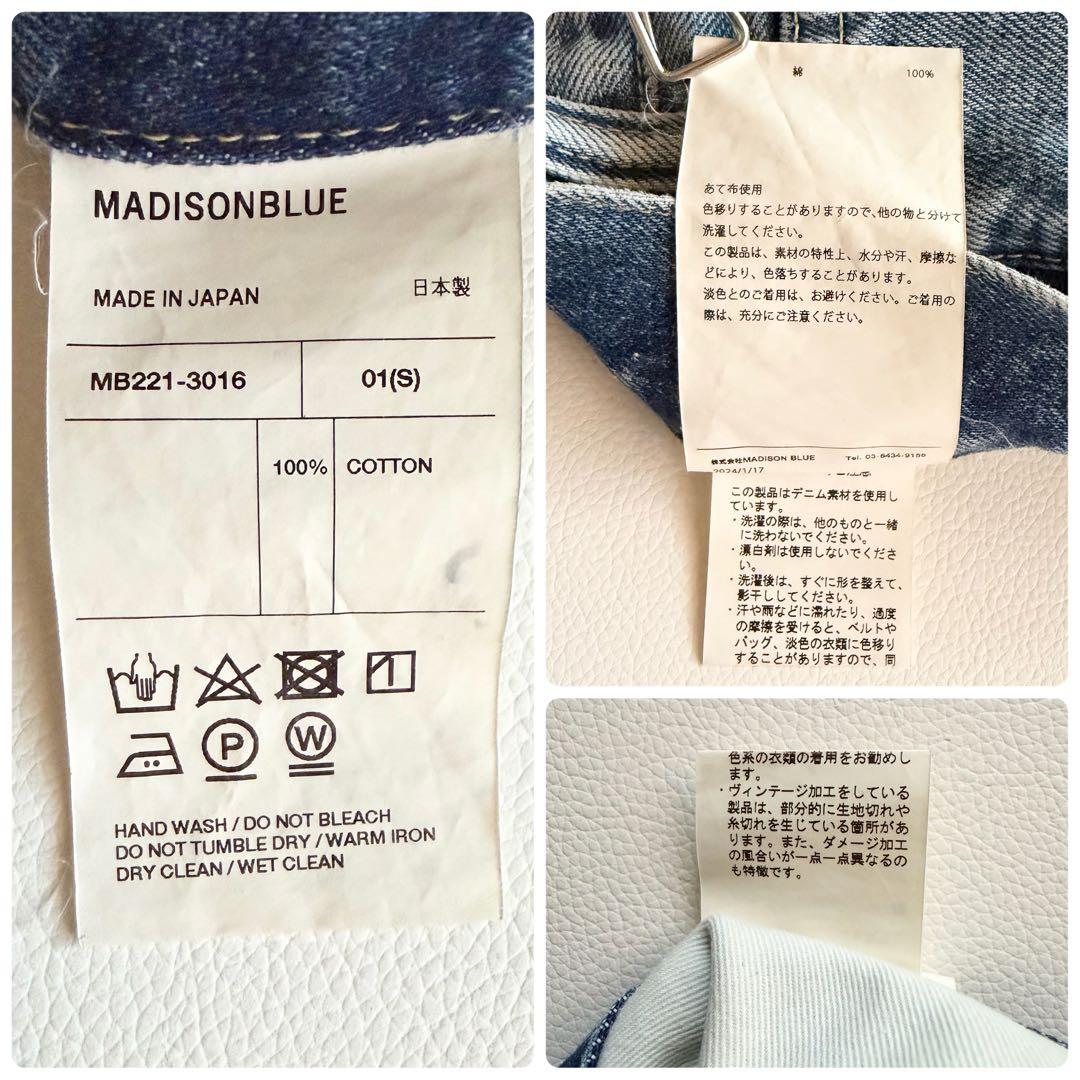 MADISONBLUE
MADE IN JAPAN 日本製
MB221-3016 01(S)
100% COTTON
P W
HAND WASH / DO NOT BLEACH
DO NOT TUMBLE DRY / WARM IRON
DRY CLEAN / WET CLEAN
綿 100%
あて布使用
色移りすることがありますので、他の物と分けて
洗濯してください。
この製品は、素材の特性上、水分や汗、摩擦な
どにより、色落ちすることがあります。
淡色とのご着用は、お避けください。ご着用の
際は、充分にご注意ください。
株式会社MADISON BLUE Tel. 03-6434-9150
2024/1/17
この製品はデニム素材を使用し
ています。
・洗濯の際は、他のものと一緒
に洗わないでください。
・漂白剤は使用しないでくださ
い。
・洗濯後は、すぐに形を整えて、
影干ししてください。
・汗や雨などに濡れたり、過度
の摩擦を受けると、ベルトや
バッグ、淡色の衣類に色移り
することがありますので、同
色系の衣類の着用をお勧めし
ます。
・ヴィンテージ加工をしている
製品は、部分的に生地切れや
糸切れを生じている箇所があ
ります。また、ダメージ加工
の風合いが一点一点異なるの
も特徴です。